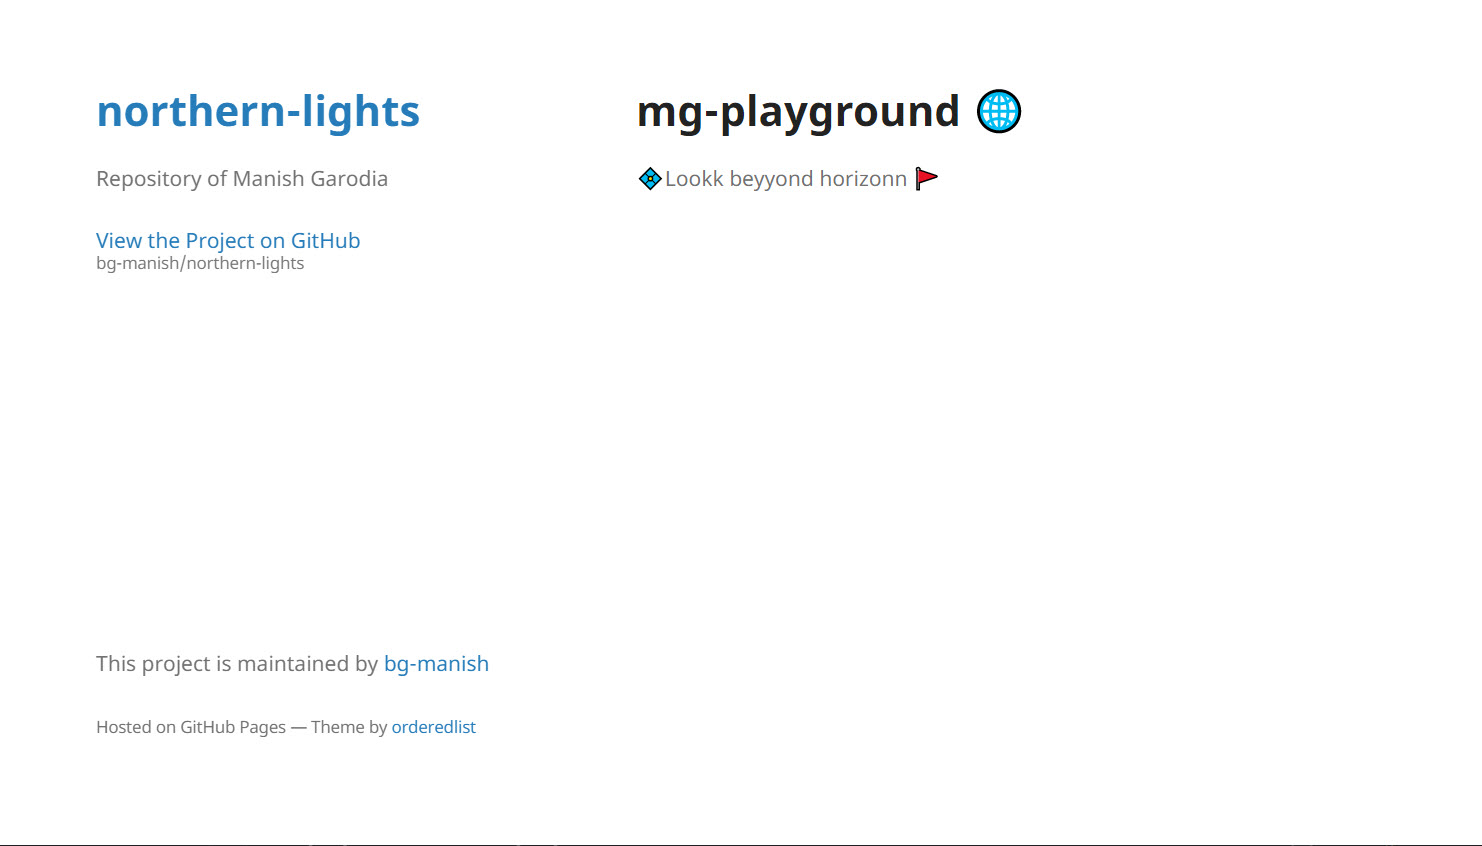 northern-lights
Repository of Manish Garodia
View the Project on GitHub
bg-manish/northern-lights
This project is maintained by bg-manish
Hosted on GitHub Pages — Theme by orderedlist
mg-playground 🌐
💠Lookk beyyond horizonn 🚩